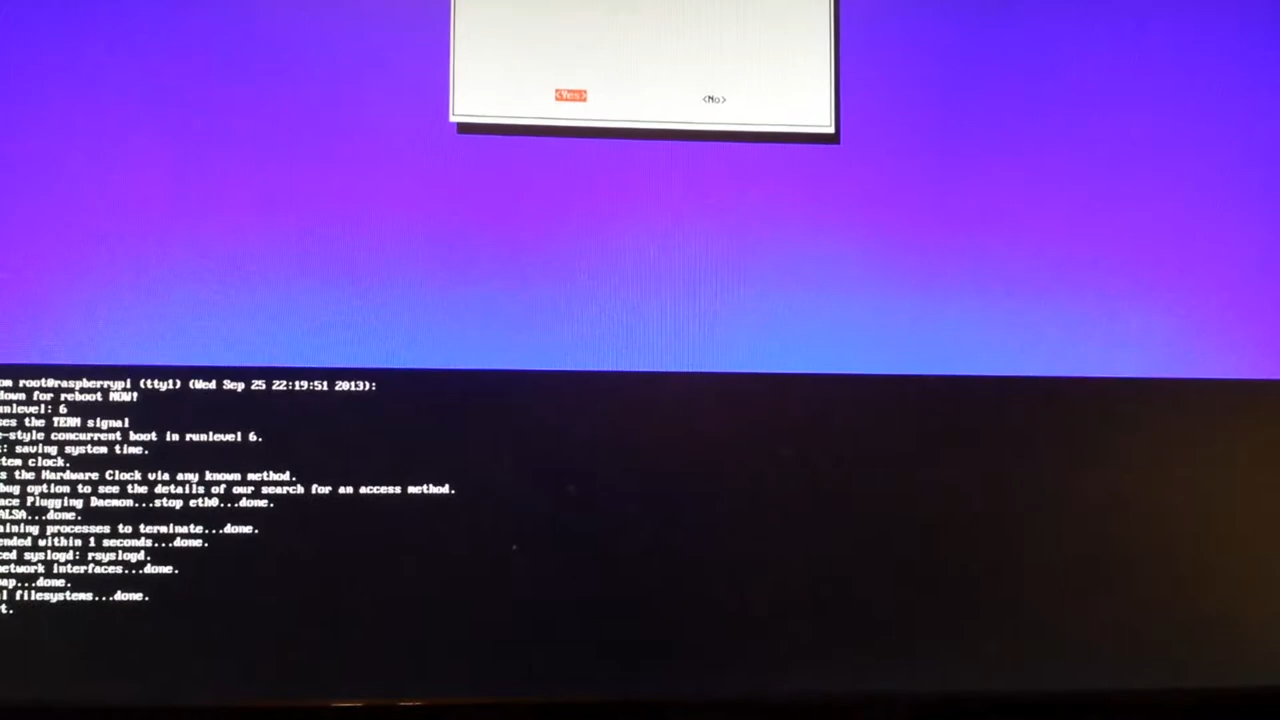 <Yes> <No>
om root@raspberrypi (tty1) (Wed Sep 25 22:19:51 2013):
down for reboot NOW!
unlevel: 6
ses the TERM signal
-style concurrent boot in runlevel 6.
: saving system time.
tem clock.
s the Hardware Clock via any known method.
bug option to see the details of our search for an access method.
ace Plugging Daemon...stop eth0...done.
ALSA...done.
aining processes to terminate...done.
ended within 1 seconds...done.
ced syslogd: rsyslogd.
network interfaces...done.
ap...done.
l filesystems...done.
t.